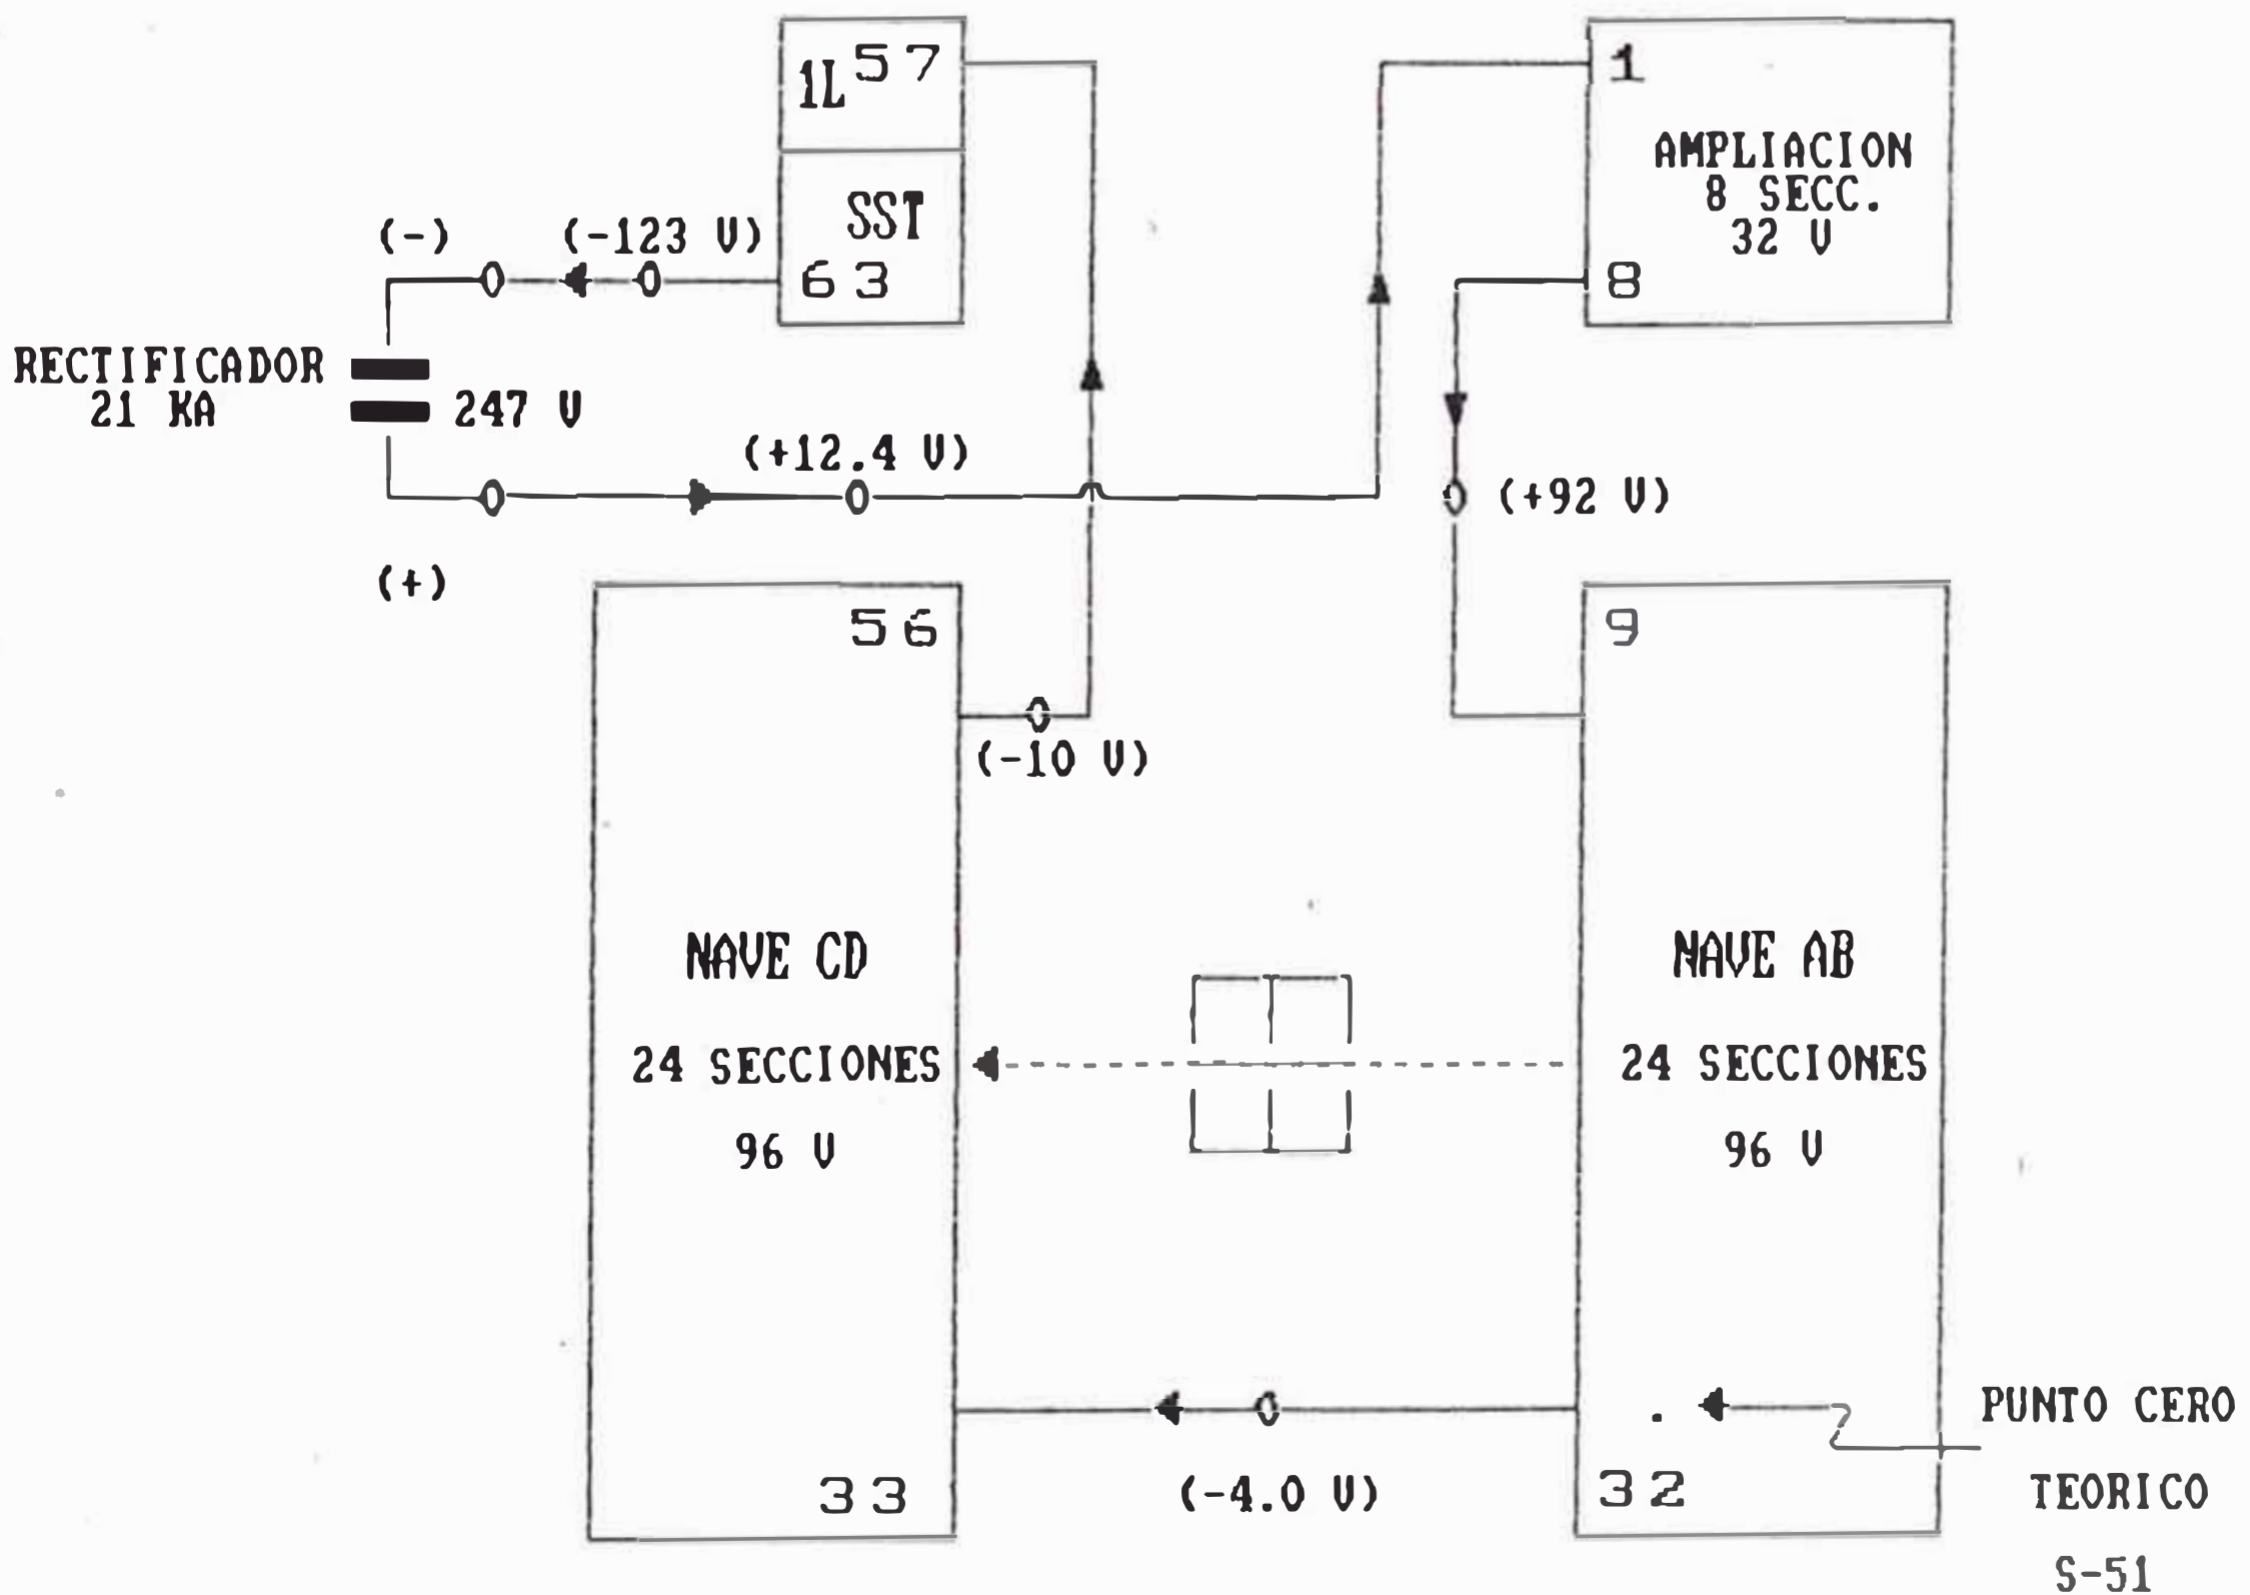 1L 57
1
AMPLIACION
8 SECC.
32 V
SST
(-) (-123 V)
63
8
RECTIFICADOR
21 KA
247 V
(+12.4 V)
(+92 V)
(+)
56
9
(-10 V)
NAVE CD
NAVE AB
24 SECCIONES
24 SECCIONES
96 V
96 V
PUNTO CERO
TEORICO
S-51
33
(-4.0 V)
32